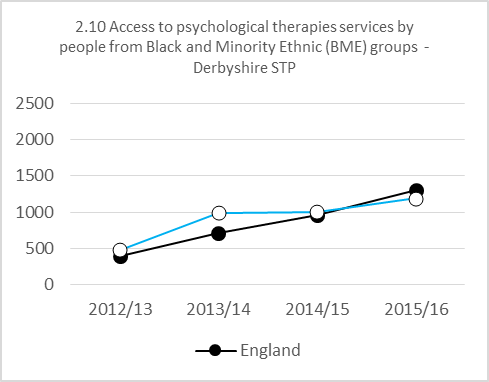 2.10 Access to psychological therapies services by
people from Black and Minority Ethnic (BME) groups -
Derbyshire STP
2500
2000
1500
1000
500
0
2012/13 2013/14 2014/15 2015/16
England